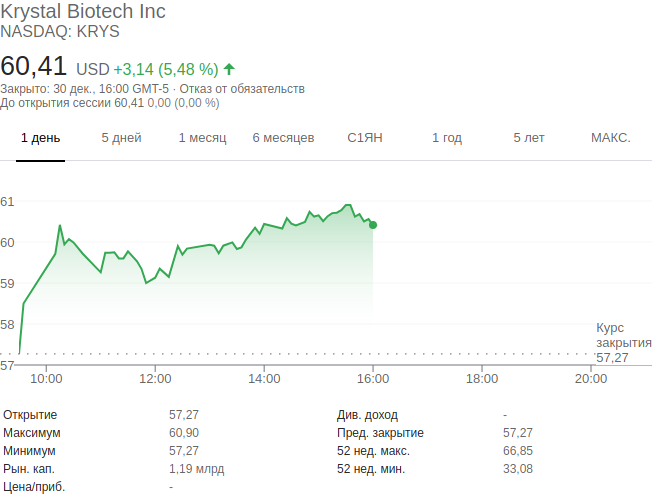 Krystal Biotech Inc
NASDAQ: KRYS
60,41 USD +3,14 (5,48 %)
Закрыто: 30 дек., 16:00 GMT-5 · Отказ от обязательств
До открытия сессии 60,41 0,00 (0,00 %)
1 день 5 дней 1 месяц 6 месяцев С1ЯН 1 год 5 лет МАКС.
61
60
59
58
57
Курс
закрытия
57,27
10:00 12:00 14:00 16:00 18:00 20:00
Открытие 57,27 Див. доход -
Максимум 60,90 Пред. закрытие 57,27
Минимум 57,27 52 нед. макс. 66,85
Рын. кап. 1,19 млрд 52 нед. мин. 33,08
Цена/приб. -